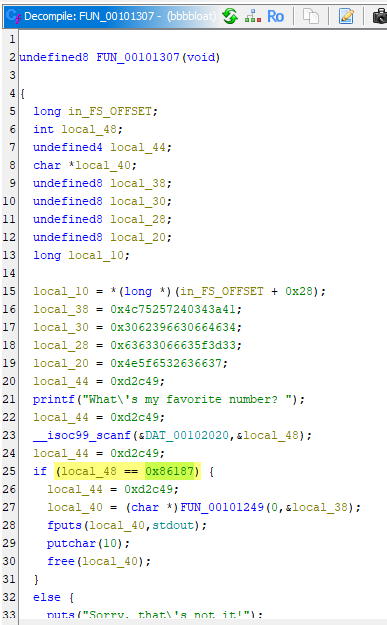 Decompile: FUN_00101307 - (bbbbloat)
Ro
1
2 undefined8 FUN_00101307(void)
3
4 {
5 long in_FS_OFFSET;
6 int local_48;
7 undefined4 local_44;
8 char *local_40;
9 undefined8 local_38;
10 undefined8 local_30;
11 undefined8 local_28;
12 undefined8 local_20;
13 long local_10;
14
15 local_10 = *(long *)(in_FS_OFFSET + 0x28);
16 local_38 = 0x4c75257240343a41;
17 local_30 = 0x3062396630664634;
18 local_28 = 0x63633066635f3d33;
19 local_20 = 0x4e5f6532636637;
20 local_44 = 0xd2c49;
21 printf("What\'s my favorite number? ");
22 local_44 = 0xd2c49;
23 __isoc99_scanf(&DAT_00102020,&local_48);
24 local_44 = 0xd2c49;
25 if (local_48 == 0x86187) {
26 local_44 = 0xd2c49;
27 local_40 = (char *)FUN_00101249(0,&local_38);
28 fputs(local_40,stdout);
29 putchar(10);
30 free(local_40);
31 }
32 else {
33 puts("Sorry, that\'s not it!");